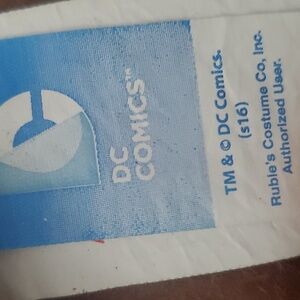 DC
COMICS™
TM & © DC Comics.
(s16)
Rubie's Costume Co, Inc.
Authorized User.